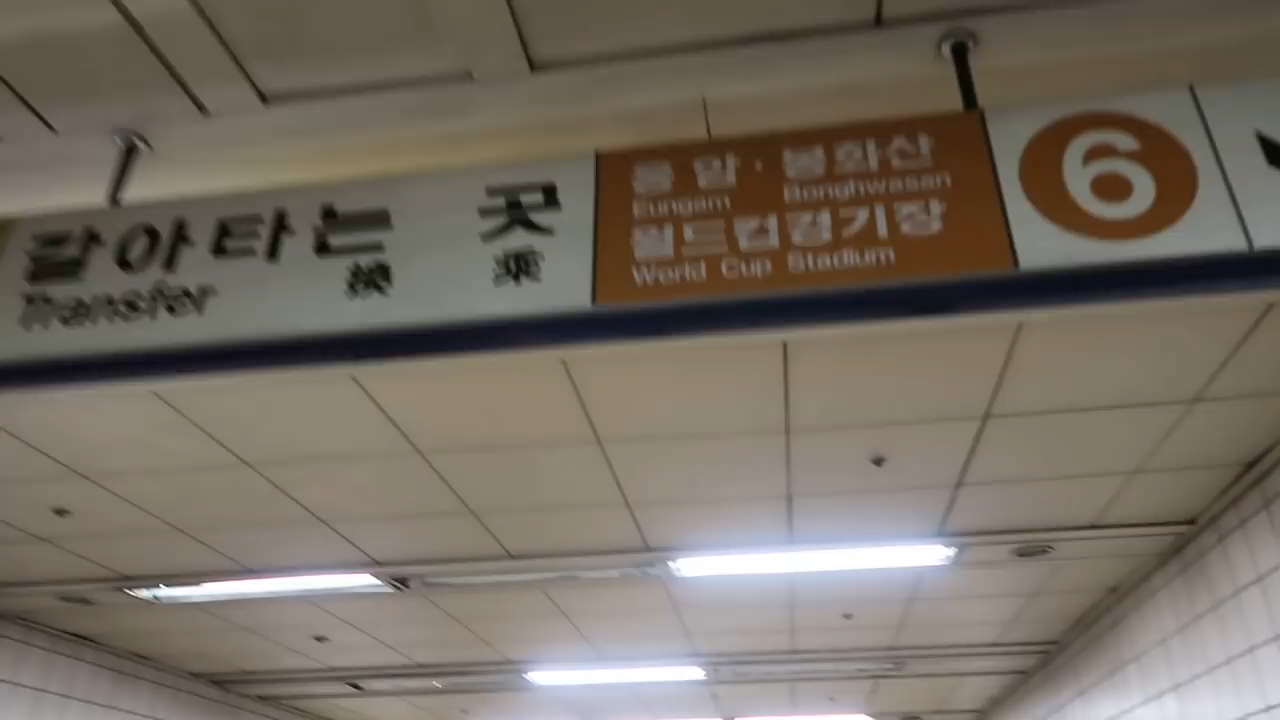 갈아타는 곳
Transfer 換 乘
응암 · 봉화산
Eungam Bonghwasan
월드컵경기장
World Cup Stadium
6